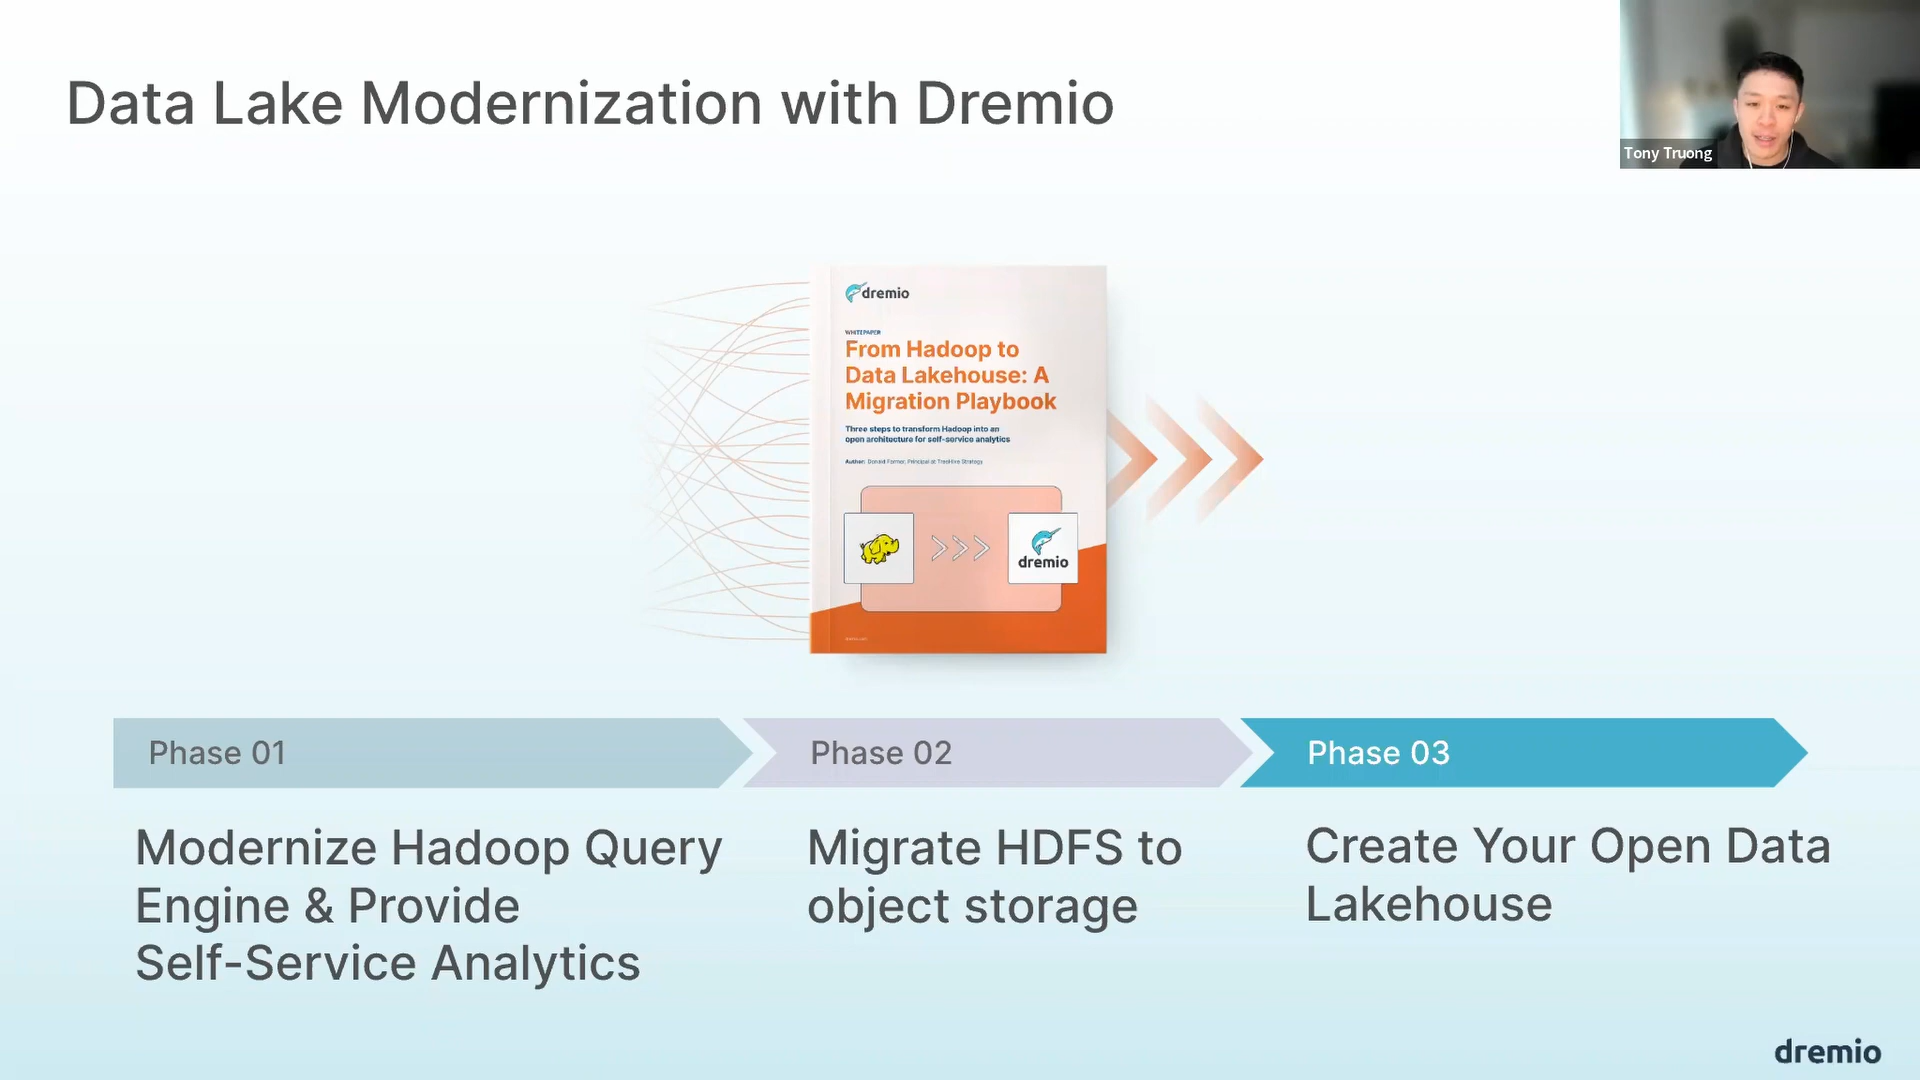 Data Lake Modernization with Dremio
Tony Truong
dremio
WHITEPAPER
From Hadoop to
Data Lakehouse: A
Migration Playbook
Three steps to transform Hadoop into an
open architecture for self-service analytics
Author: Donald Farmer, Principal at TreeHive Strategy
dremio
Phase 01
Phase 02
Phase 03
Modernize Hadoop Query
Engine & Provide
Self-Service Analytics
Migrate HDFS to
object storage
Create Your Open Data
Lakehouse
dremio